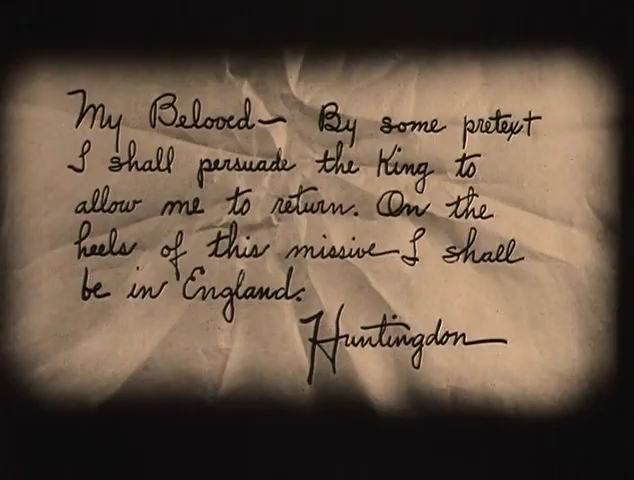 My Beloved— By some pretext
I shall persuade the King to
allow me to return. On the
heels of this missive I shall
be in England.
Huntingdon